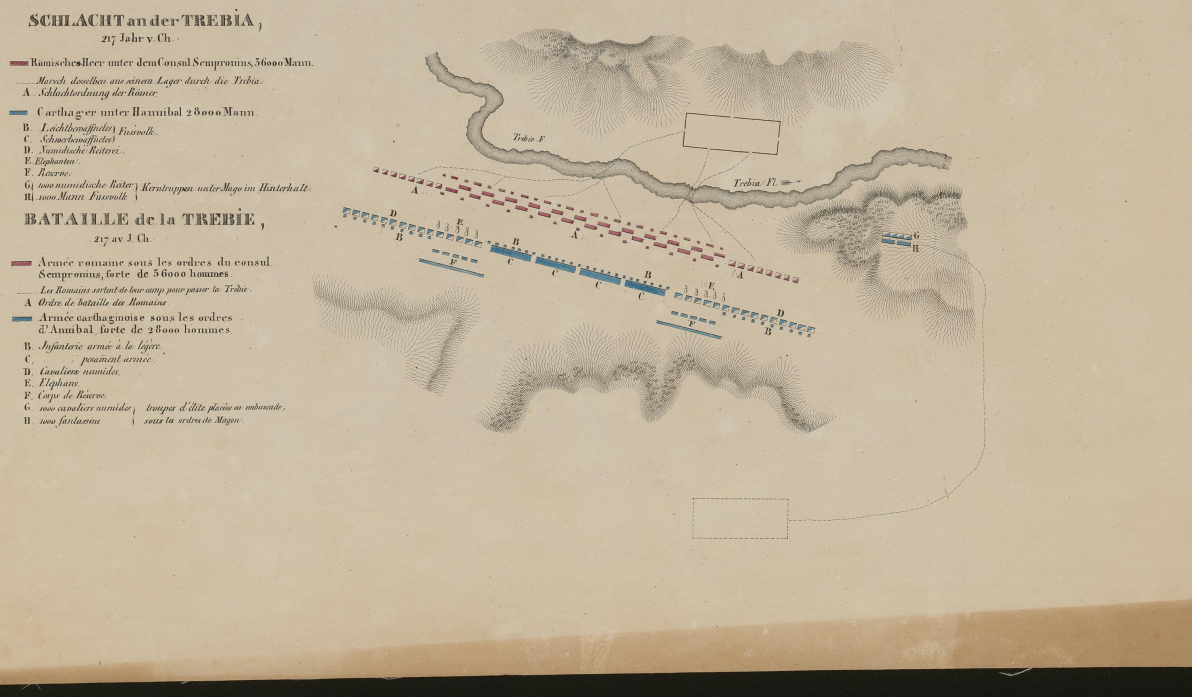 SCHLACHT an der TREBIA,
217 Jahr v. Ch.
Römisches Heer unter dem Consul Sempronius, 36000 Mann.
Marsch desselben aus seinem Lager durch die Trebia.
A Schlachtordnung der Römer.
Carthager unter Hannibal 28000 Mann.
B. Leichtbewaffnetes } Fussvolk.
C. Schwerbewaffnetes }
D. Numidische Reiterei.
E. Elephanten.
F. Reserve.
G. 1000 numidische Reiter } Kerntruppen unter Mago im Hinterhalt.
H. 1000 Mann Fussvolk }
BATAILLE de la TREBIE,
217 av. J. Ch.
Armée romaine sous les ordres du consul
Sempronius, forte de 36000 hommes.
Les Romains sortent de leur camp pour passer la Trebie.
A Ordre de bataille des Romains.
Armée carthaginoise sous les ordres
d'Annibal, forte de 28000 hommes.
B. Infanterie armée à la légère.
C. . . . . pesament armée.
D. Cavaliers numides.
E. Eléphans.
F. Corps de Réserve.
G. 1000 cavaliers numides } troupes d'élite placées en embuscade,
H. 1000 fantassins } sous les ordres de Magon.
Trebie F.
Trebia Fl.
A
A
A
D
B
E
F
B
C
C
B
C
C
E
F
D
B
G
H